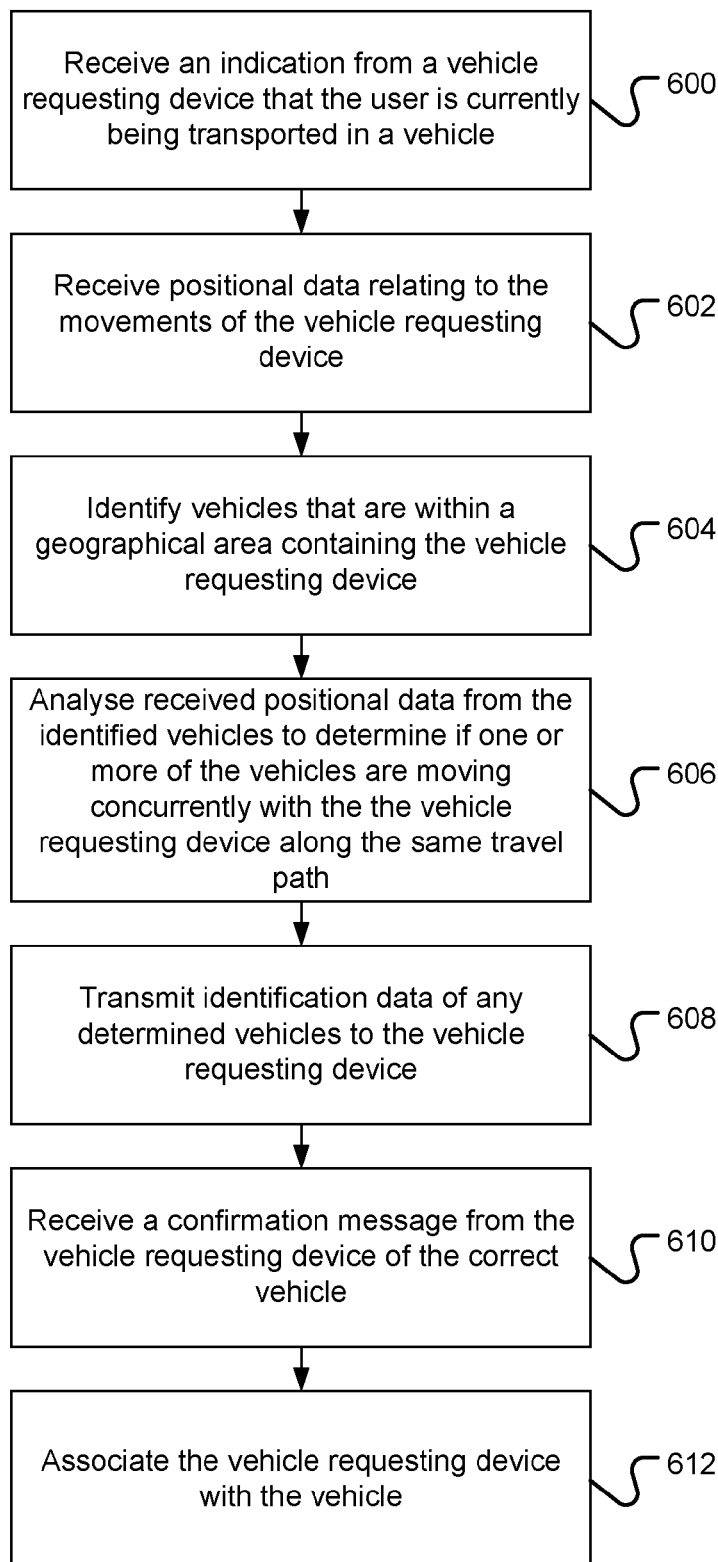 Receive an indication from a vehicle
requesting device that the user is currently
being transported in a vehicle
600
Receive positional data relating to the
movements of the vehicle requesting
device
602
Identify vehicles that are within a
geographical area containing the vehicle
requesting device
604
Analyse received positional data from the
identified vehicles to determine if one or
more of the vehicles are moving
concurrently with the the vehicle
requesting device along the same travel
path
606
Transmit identification data of any
determined vehicles to the vehicle
requesting device
608
Receive a confirmation message from the
vehicle requesting device of the correct
vehicle
610
Associate the vehicle requesting device
with the vehicle
612